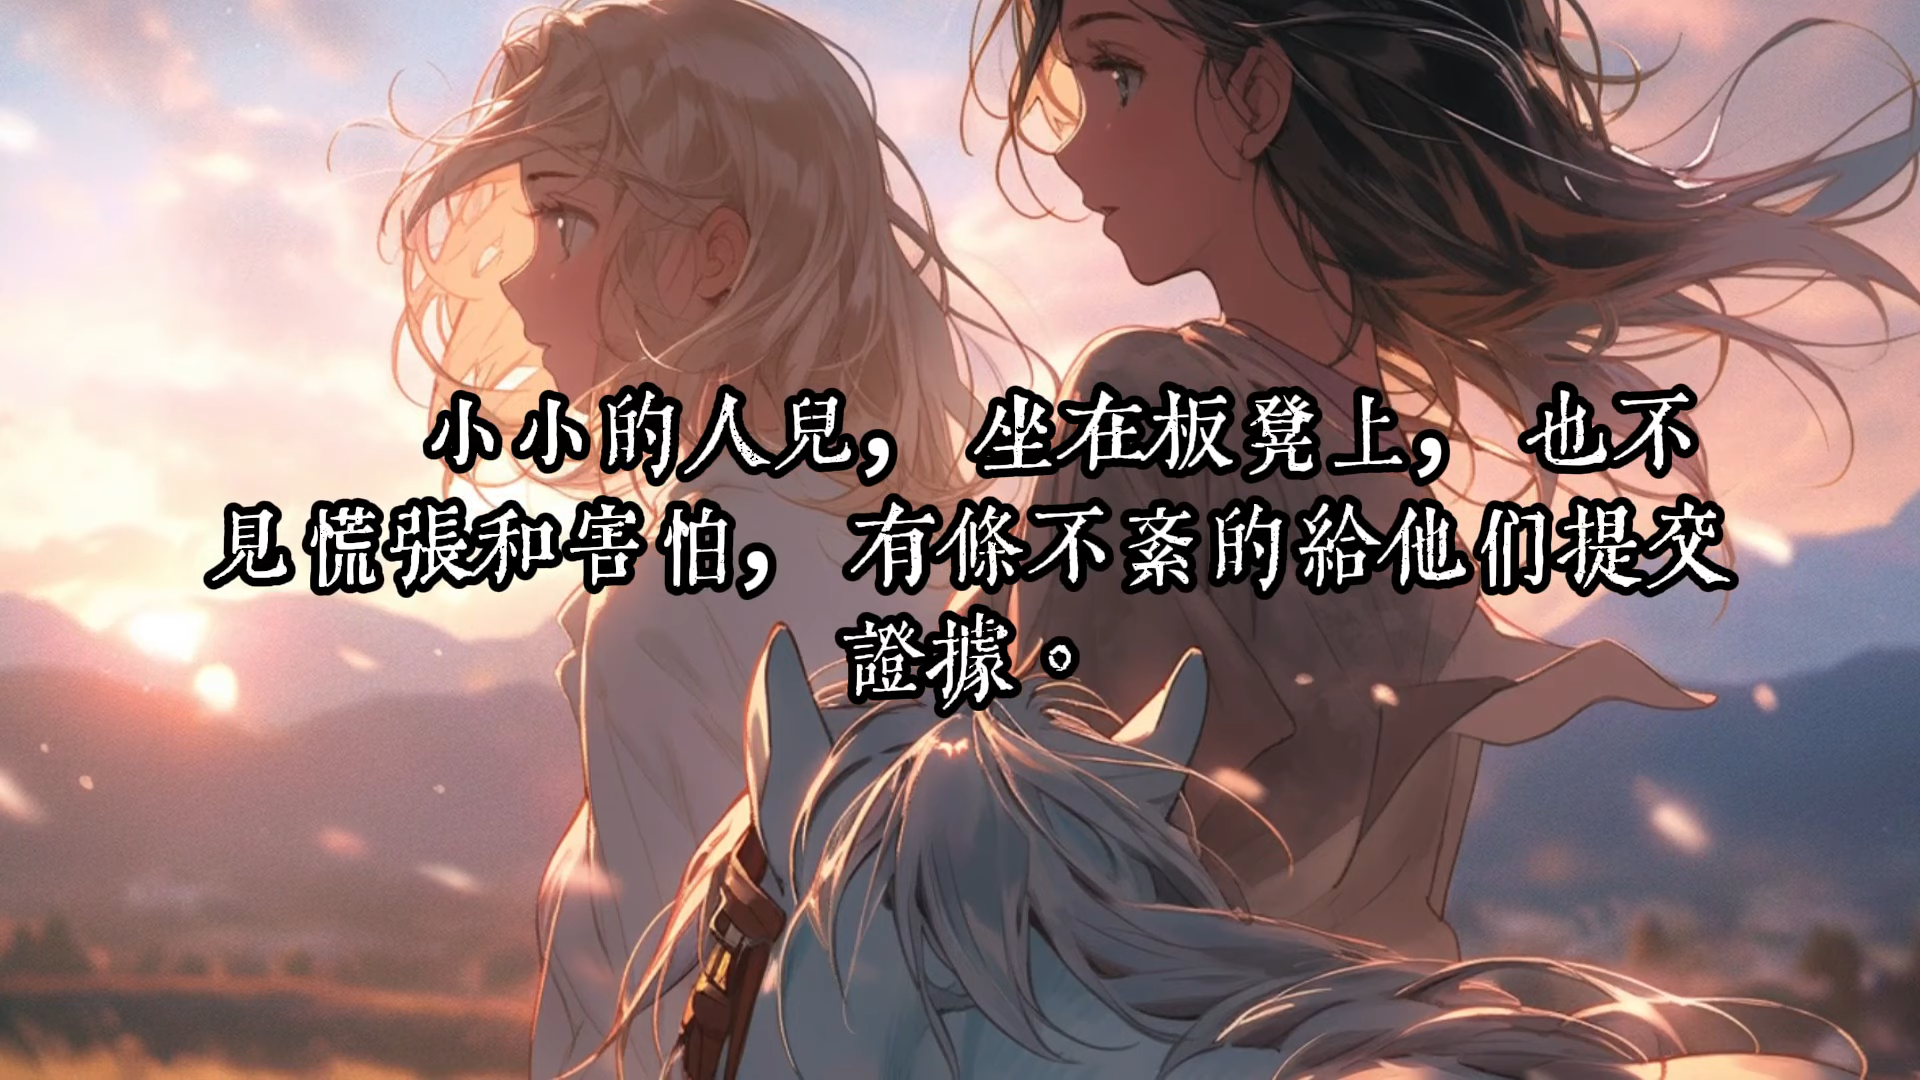 小小的人兒， 坐在板凳上， 也不
見慌張和害怕， 有條不紊的給他们提交
證據。